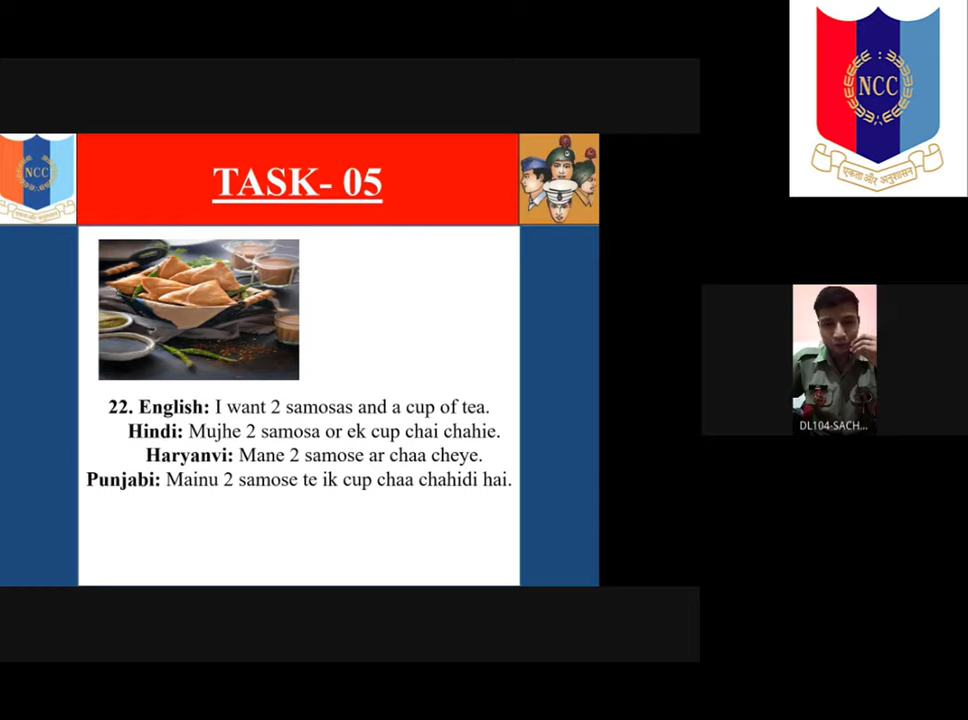 NCC
एकता और अनुशासन
NCC
TASK- 05
22. English: I want 2 samosas and a cup of tea.
Hindi: Mujhe 2 samosa or ek cup chai chahie.
Haryanvi: Mane 2 samose ar chaa cheye.
Punjabi: Mainu 2 samose te ik cup chaa chahidi hai.
DL104-SACH...